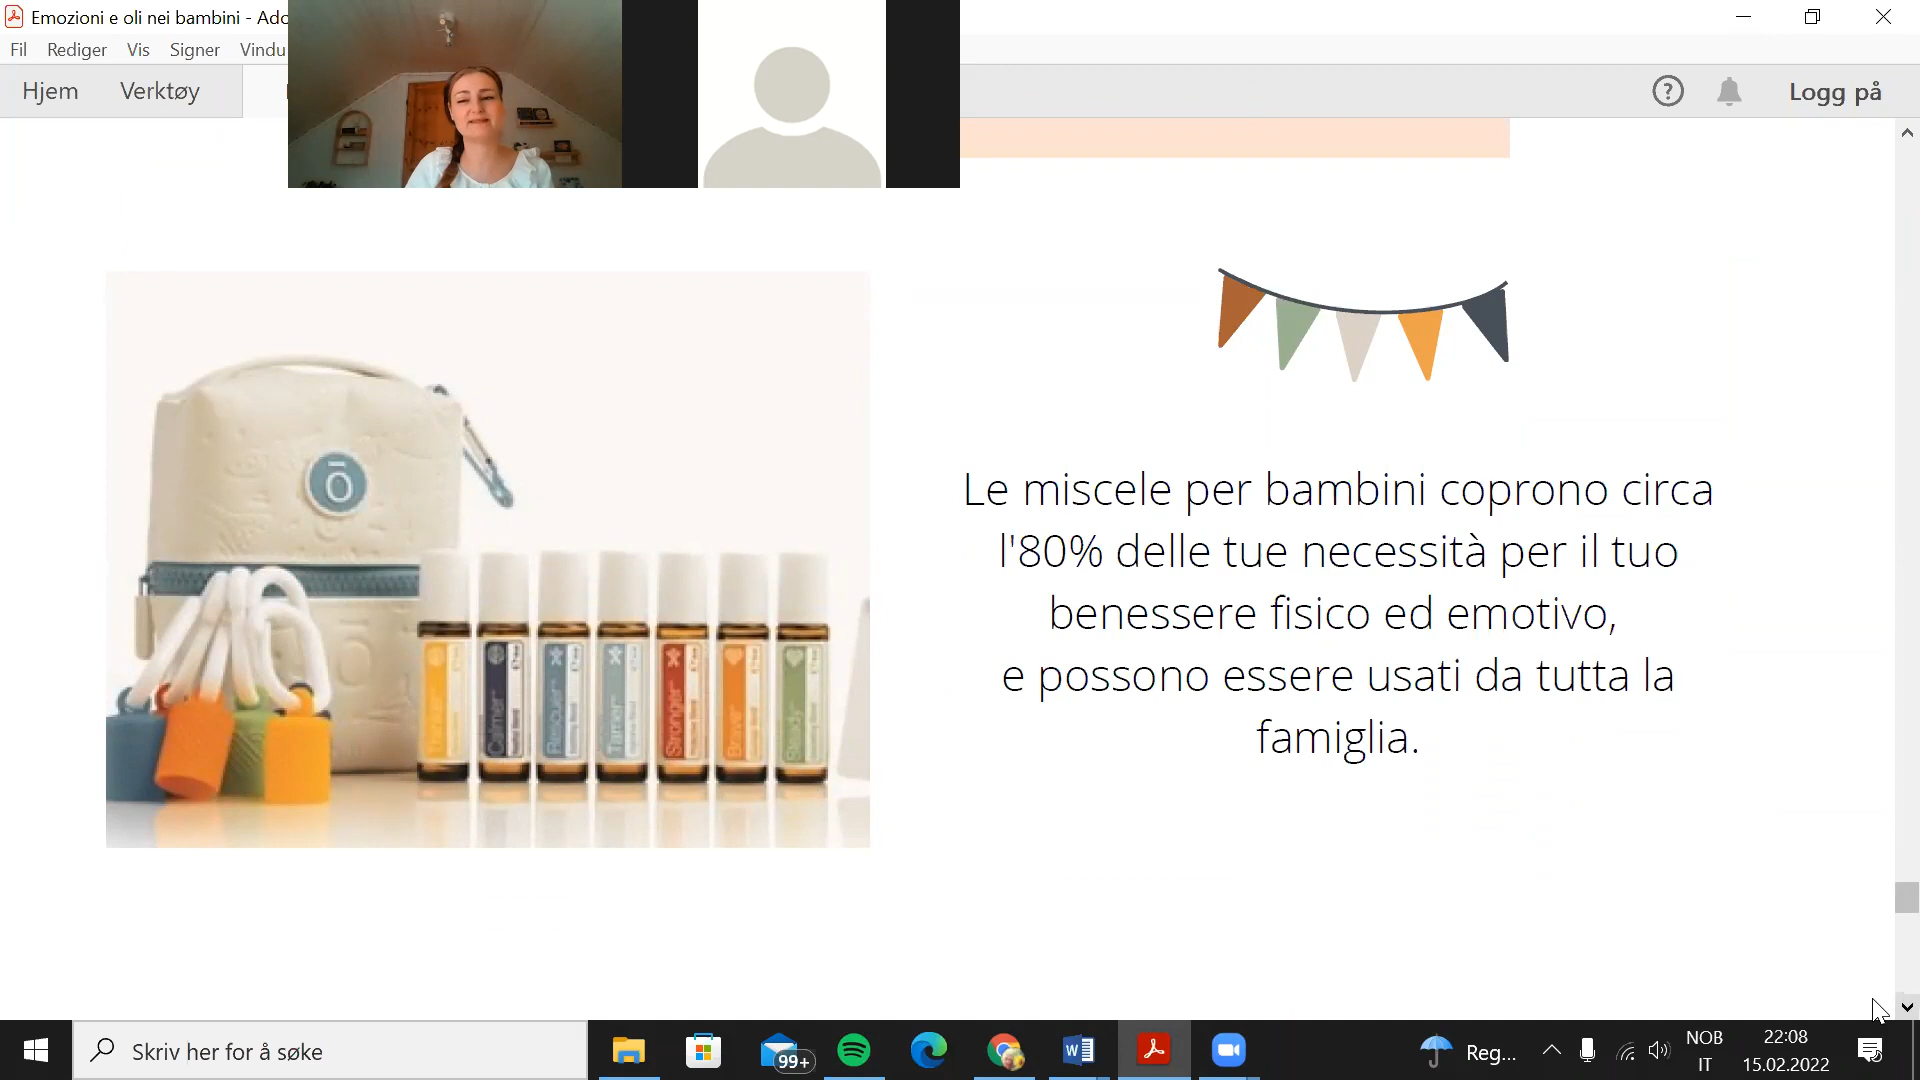 Emozioni e oli nei bambini - Ado
Fil Rediger Vis Signer Vindu
Hjem Verktøy
? Logg på
ō
Le miscele per bambini coprono circa
l'80% delle tue necessità per il tuo
benessere fisico ed emotivo,
e possono essere usati da tutta la
famiglia.
Thinker
Calmer
Rescuer
Tamer
Stronger
Brave
Steady
Skriv her for å søke
99+
Reg...
NOB
IT
22:08
15.02.2022